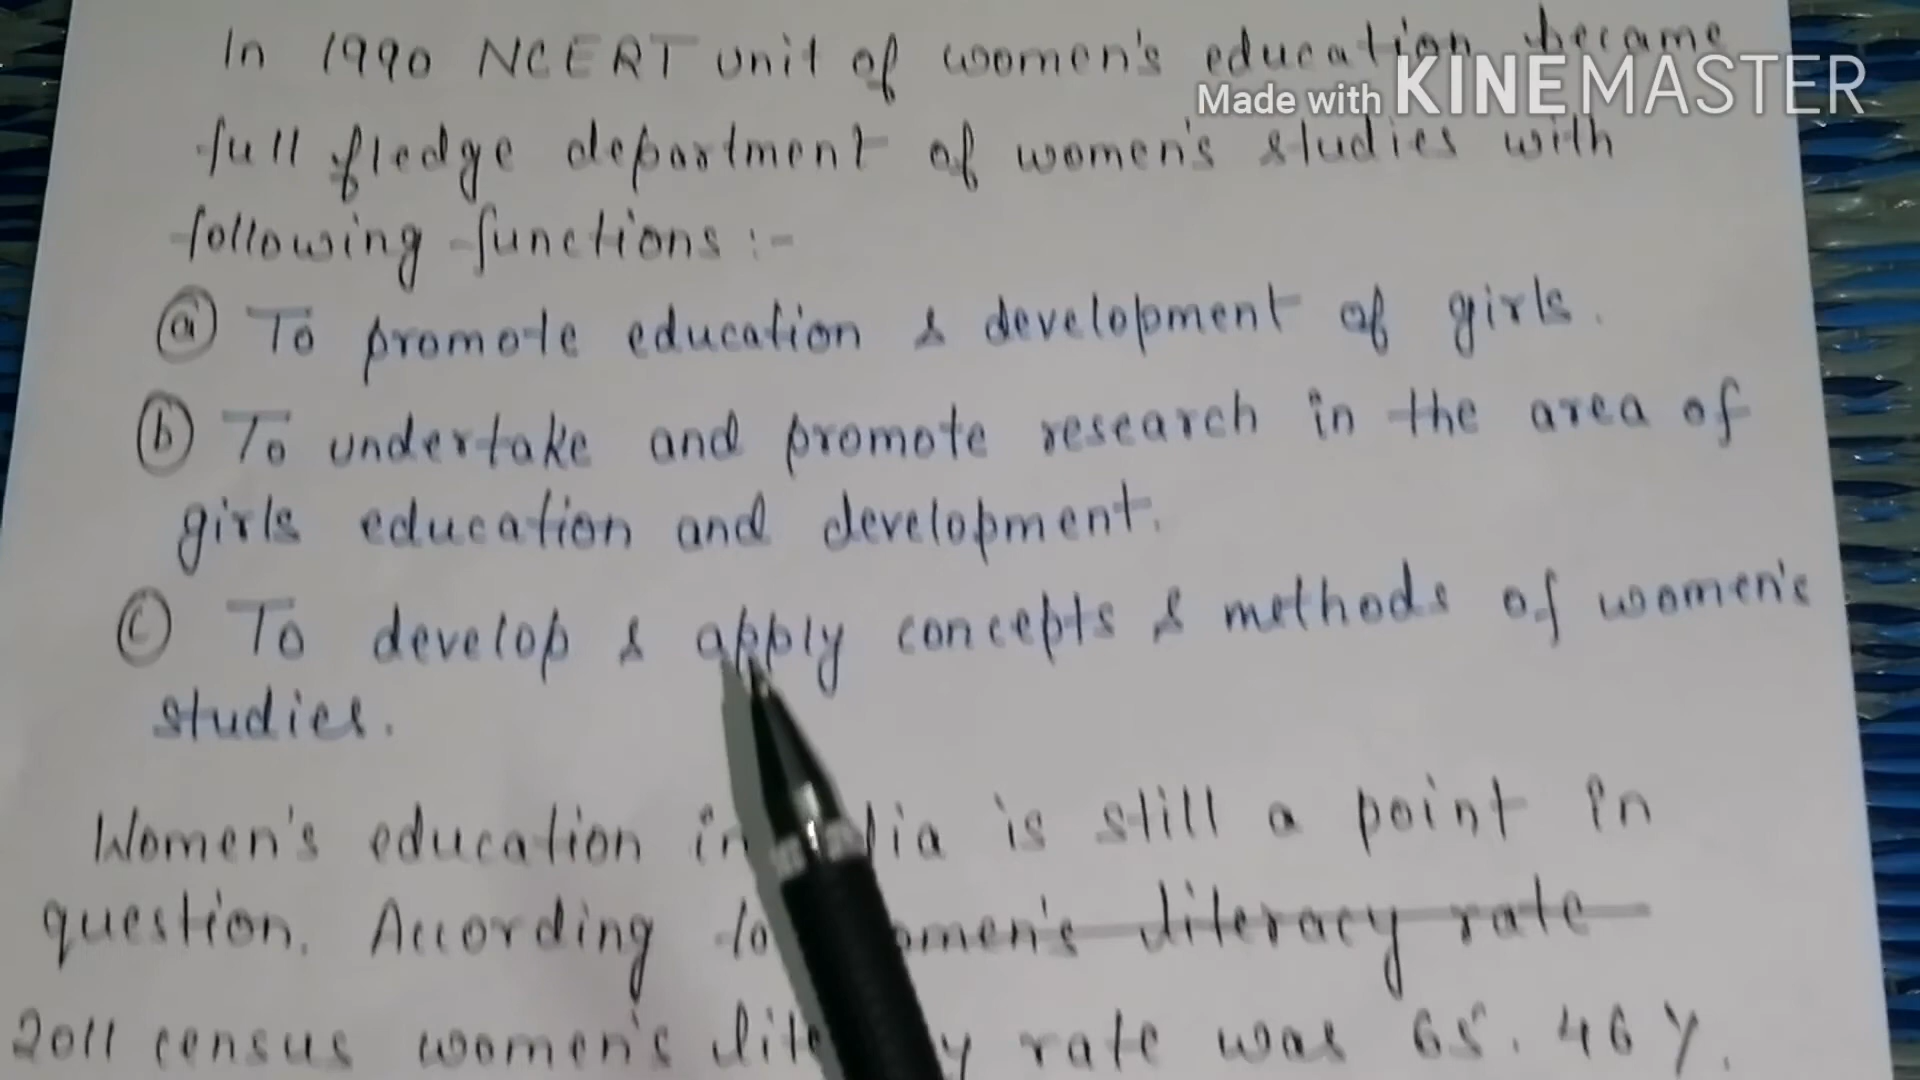 In 1990 NCERT unit of women's education became
Made with KINEMASTER
full fledge department of women's studies with
following functions :-
(a) To promote education & development of girls.
(b) To undertake and promote research in the area of
girls education and development.
(c) To develop & apply concepts & methods of women's
studies.
Women's education in is still a point in
question. According to women's literacy rate
2011 census women's rate was 65.46%.